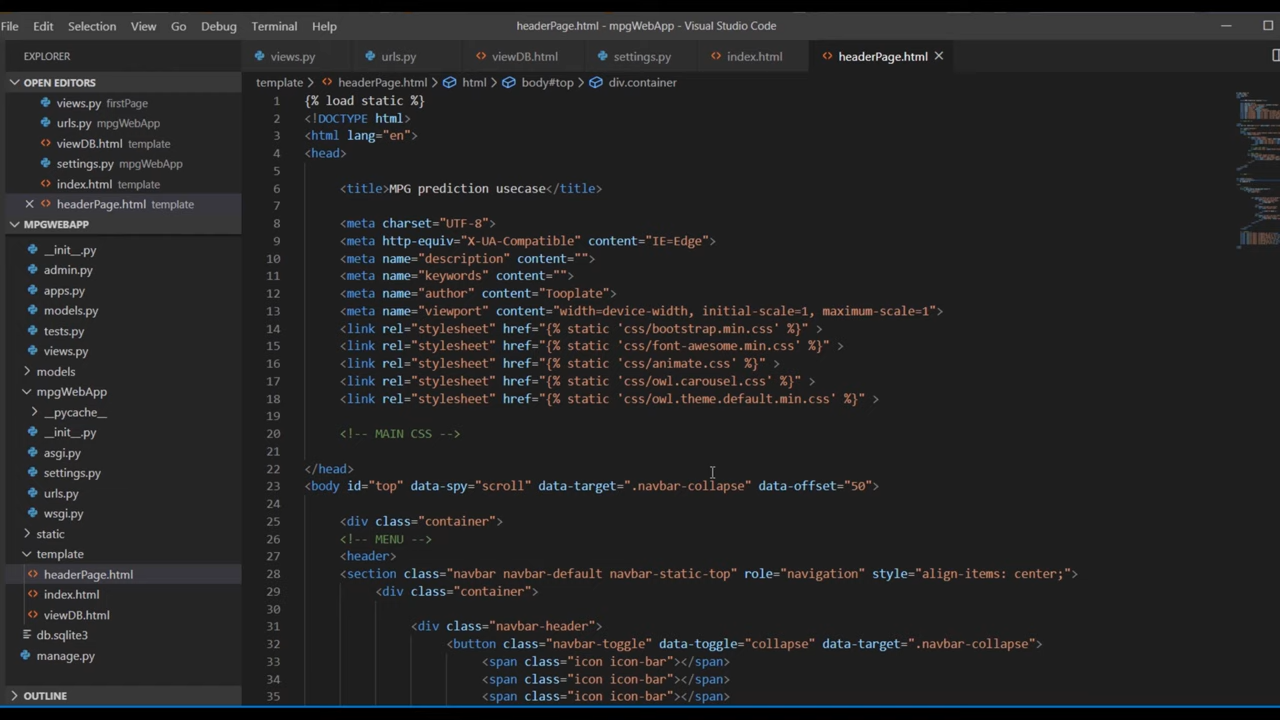 File Edit Selection View Go Debug Terminal Help headerPage.html - mpgWebApp - Visual Studio Code
EXPLORER
OPEN EDITORS
views.py firstPage
urls.py mpgWebApp
viewDB.html template
settings.py mpgWebApp
index.html template
headerPage.html template
MPGWEBAPP
__init__.py
admin.py
apps.py
models.py
tests.py
views.py
models
mpgWebApp
__pycache__
__init__.py
asgi.py
settings.py
urls.py
wsgi.py
static
template
headerPage.html
index.html
viewDB.html
db.sqlite3
manage.py
OUTLINE
views.py urls.py viewDB.html settings.py index.html headerPage.html
template > headerPage.html > html > body#top > div.container
1 {% load static %}
2 <!DOCTYPE html>
3 <html lang="en">
4 <head>
5
6 <title>MPG prediction usecase</title>
7
8 <meta charset="UTF-8">
9 <meta http-equiv="X-UA-Compatible" content="IE=Edge">
10 <meta name="description" content="">
11 <meta name="keywords" content="">
12 <meta name="author" content="Tooplate">
13 <meta name="viewport" content="width=device-width, initial-scale=1, maximum-scale=1">
14 <link rel="stylesheet" href="{% static 'css/bootstrap.min.css' %}" >
15 <link rel="stylesheet" href="{% static 'css/font-awesome.min.css' %}" >
16 <link rel="stylesheet" href="{% static 'css/animate.css' %}" >
17 <link rel="stylesheet" href="{% static 'css/owl.carousel.css' %}" >
18 <link rel="stylesheet" href="{% static 'css/owl.theme.default.min.css' %}" >
19
20 <!-- MAIN CSS -->
21
22 </head>
23 <body id="top" data-spy="scroll" data-target=".navbar-collapse" data-offset="50">
24
25 <div class="container">
26 <!-- MENU -->
27 <header>
28 <section class="navbar navbar-default navbar-static-top" role="navigation" style="align-items: center;">
29 <div class="container">
30
31 <div class="navbar-header">
32 <button class="navbar-toggle" data-toggle="collapse" data-target=".navbar-collapse">
33 <span class="icon icon-bar"></span>
34 <span class="icon icon-bar"></span>
35 <span class="icon icon-bar"></span>